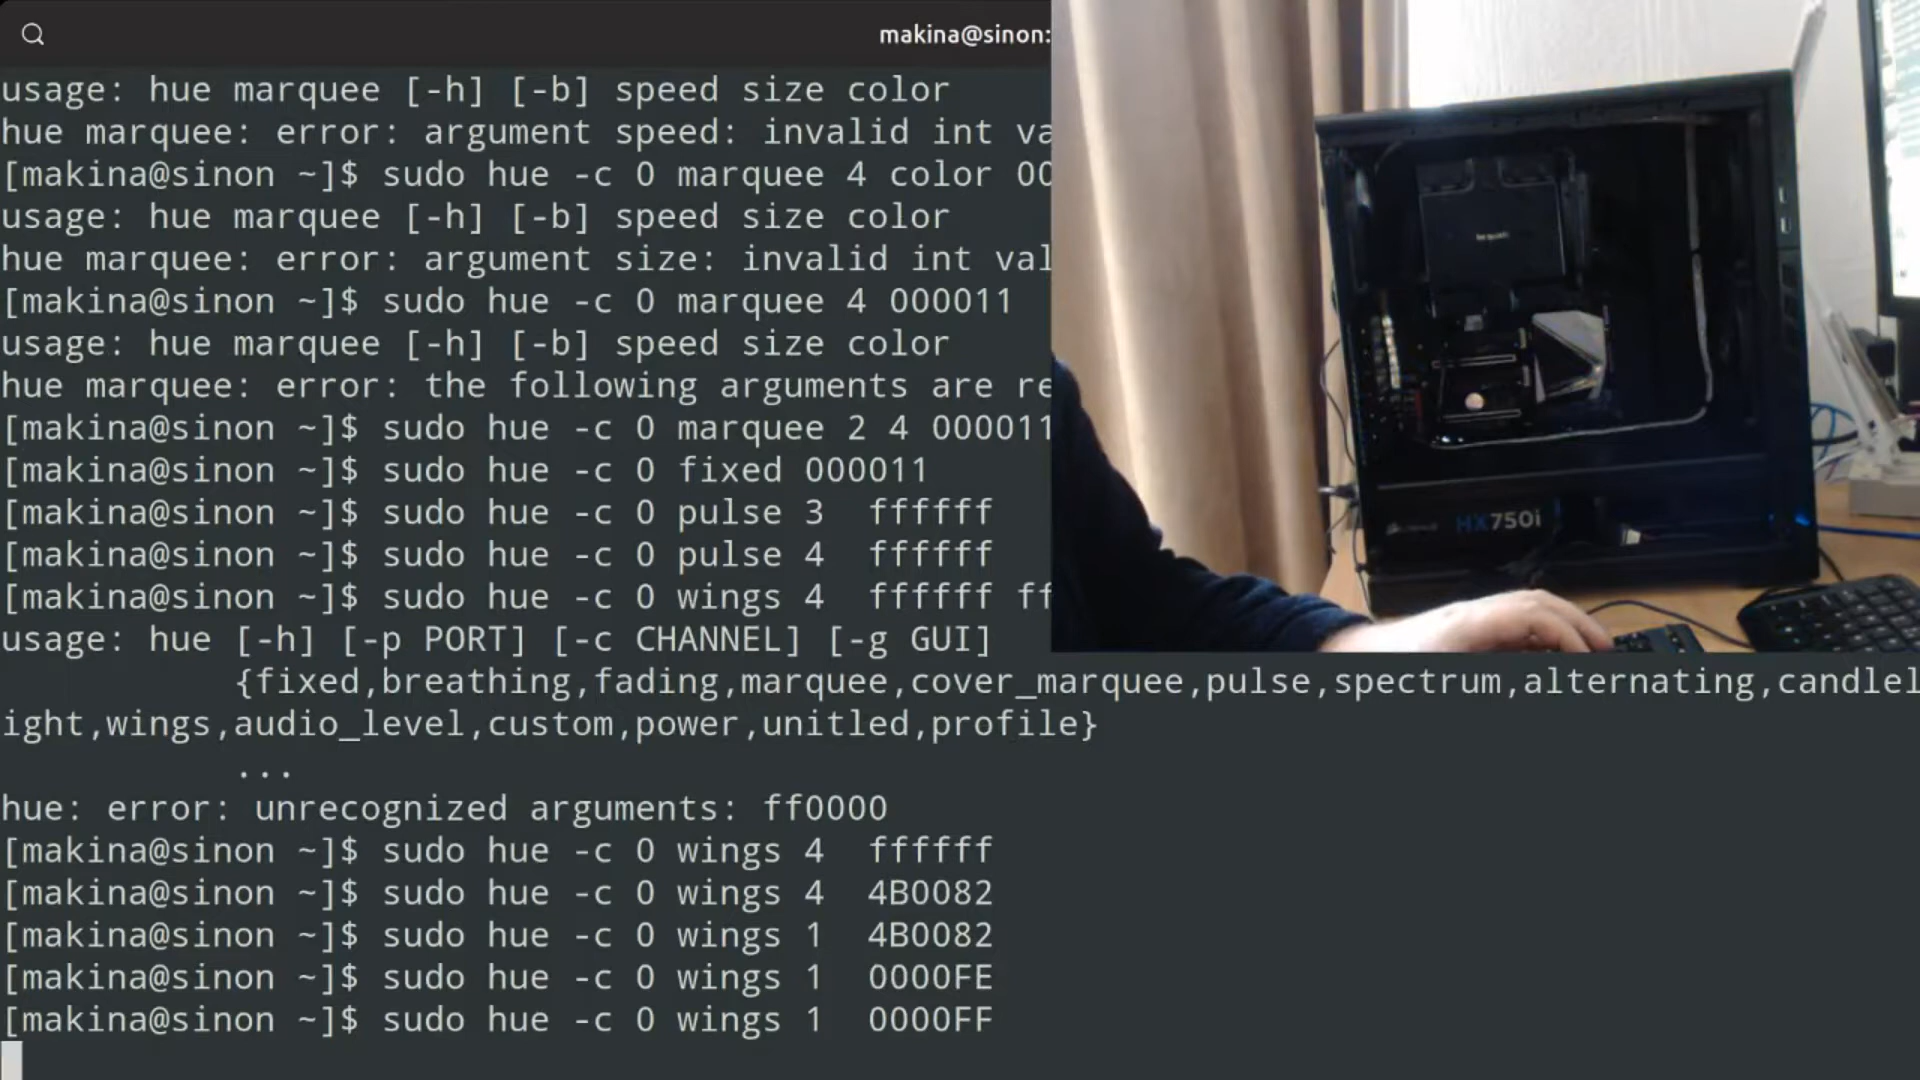 makina@sinon:
usage: hue marquee [-h] [-b] speed size color
hue marquee: error: argument speed: invalid int va
[makina@sinon ~]$ sudo hue -c 0 marquee 4 color 00
usage: hue marquee [-h] [-b] speed size color
hue marquee: error: argument size: invalid int val
[makina@sinon ~]$ sudo hue -c 0 marquee 4 000011
usage: hue marquee [-h] [-b] speed size color
hue marquee: error: the following arguments are re
[makina@sinon ~]$ sudo hue -c 0 marquee 2 4 000011
[makina@sinon ~]$ sudo hue -c 0 fixed 000011
[makina@sinon ~]$ sudo hue -c 0 pulse 3  ffffff
[makina@sinon ~]$ sudo hue -c 0 pulse 4  ffffff
[makina@sinon ~]$ sudo hue -c 0 wings 4  ffffff ff
usage: hue [-h] [-p PORT] [-c CHANNEL] [-g GUI]
{fixed,breathing,fading,marquee,cover_marquee,pulse,spectrum,alternating,candlel
ight,wings,audio_level,custom,power,unitled,profile}
...
hue: error: unrecognized arguments: ff0000
[makina@sinon ~]$ sudo hue -c 0 wings 4  ffffff
[makina@sinon ~]$ sudo hue -c 0 wings 4  4B0082
[makina@sinon ~]$ sudo hue -c 0 wings 1  4B0082
[makina@sinon ~]$ sudo hue -c 0 wings 1  0000FE
[makina@sinon ~]$ sudo hue -c 0 wings 1  0000FF
HX750i